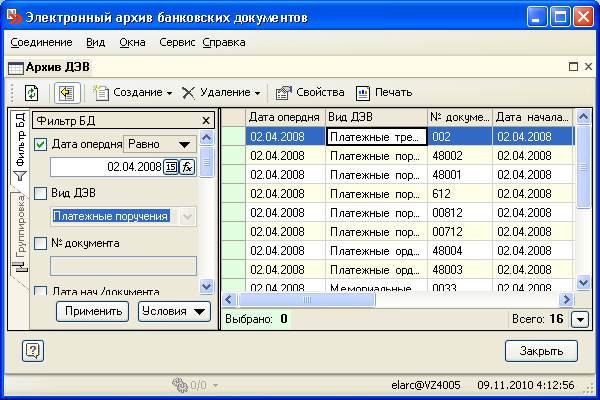 Электронный архив банковских документов
Соединение Вид Окна Сервис Справка
Архив ДЭВ
Создание Удаление Свойства Печать
Фильтр БД
Фильтр БД
Группировка
Дата опердня Равно
02.04.2008 15 fx
Вид ДЭВ
Платежные поручения
№ документа
Дата нач./документа
Применить Условия
Дата опердня Вид ДЭВ № докуме... Дата начала...
02.04.2008 Платежные тре... 002 02.04.2008
02.04.2008 Платежные пор... 48002 02.04.2008
02.04.2008 Платежные пор... 48001 02.04.2008
02.04.2008 Платежные пор... 612 02.04.2008
02.04.2008 Платежные пор... 00812 02.04.2008
02.04.2008 Платежные пор... 00712 02.04.2008
02.04.2008 Платежные орд... 48004 02.04.2008
02.04.2008 Платежные орд... 48003 02.04.2008
02.04.2008 Мемориальные 0033 02.04.2008
Выбрано: 0 Всего: 16
Закрыть
0/0 elarc@VZ4005 09.11.2010 4:12:56